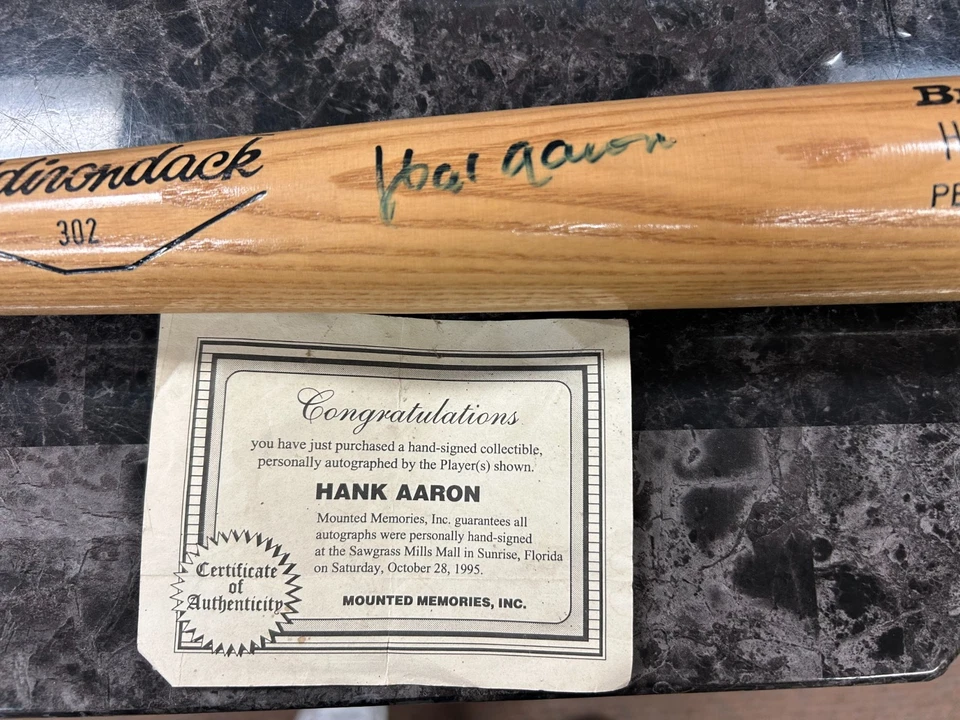 dirondack
302
Hank Aaron
B
H
PE
Congratulations
you have just purchased a hand-signed collectible,
personally autographed by the Player(s) shown.
HANK AARON
Mounted Memories, Inc. guarantees all
autographs were personally hand-signed
at the Sawgrass Mills Mall in Sunrise, Florida
on Saturday, October 28, 1995.
MOUNTED MEMORIES, INC.
Certificate
of
Authenticity